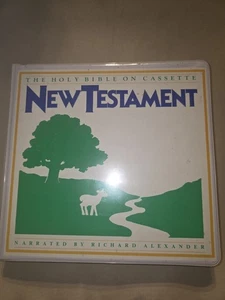 THE HOLY BIBLE ON CASSETTE
NEW TESTAMENT
NARRATED BY RICHARD ALEXANDER